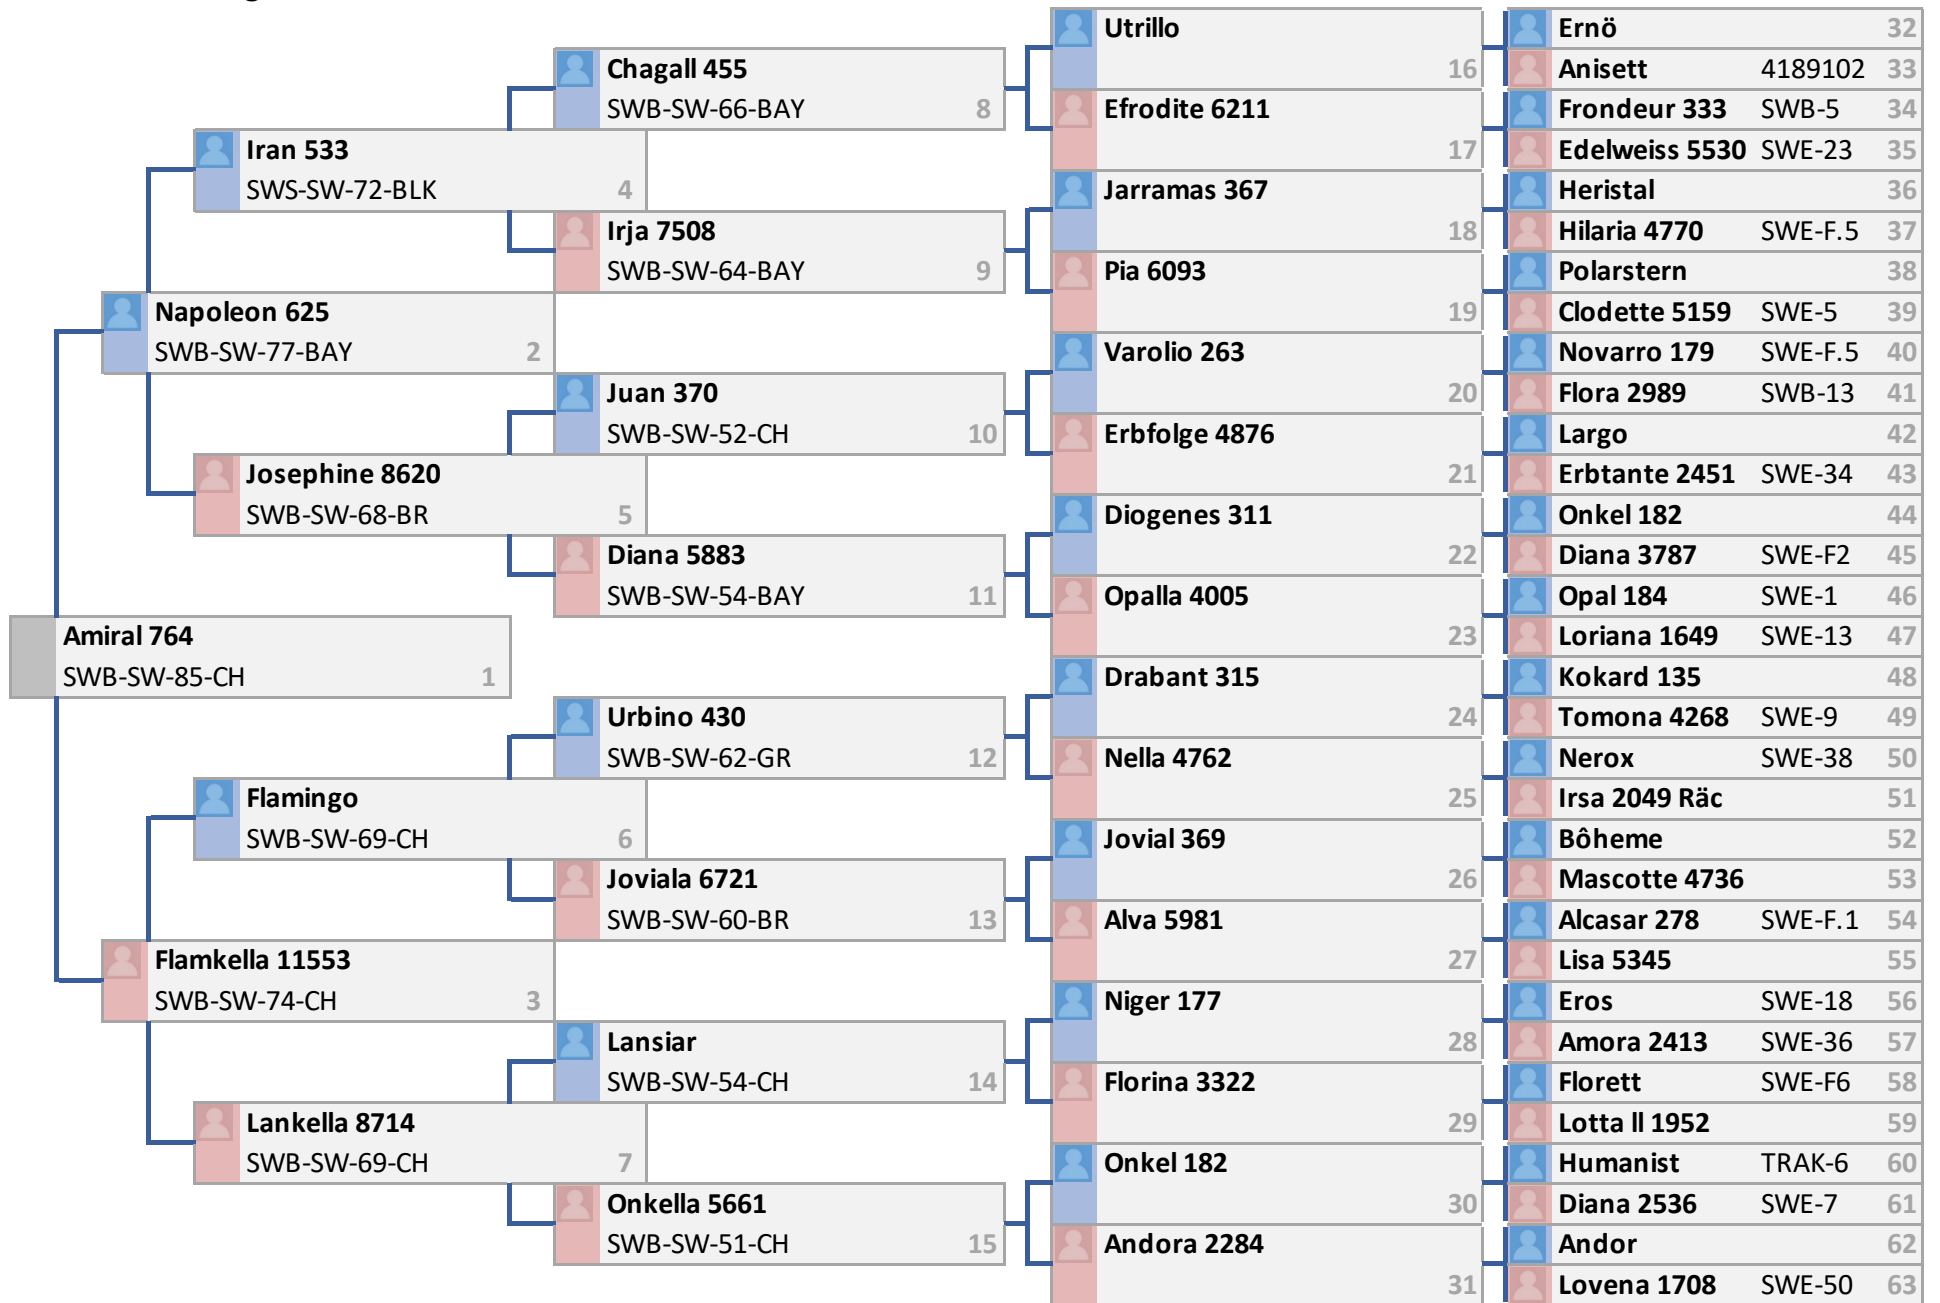 Amiral 764
SWB-SW-85-CH 1
Napoleon 625
SWB-SW-77-BAY 2
Flamkella 11553
SWB-SW-74-CH 3
Iran 533
SWS-SW-72-BLK 4
Josephine 8620
SWB-SW-68-BR 5
Flamingo
SWB-SW-69-CH 6
Lankella 8714
SWB-SW-69-CH 7
Chagall 455
SWB-SW-66-BAY 8
Irja 7508
SWB-SW-64-BAY 9
Juan 370
SWB-SW-52-CH 10
Diana 5883
SWB-SW-54-BAY 11
Urbino 430
SWB-SW-62-GR 12
Joviala 6721
SWB-SW-60-BR 13
Lansiar
SWB-SW-54-CH 14
Onkella 5661
SWB-SW-51-CH 15
Utrillo
16
Efrodite 6211
17
Jarramas 367
18
Pia 6093
19
Varolio 263
20
Erbfolge 4876
21
Diogenes 311
22
Opalla 4005
23
Drabant 315
24
Nella 4762
25
Jovial 369
26
Alva 5981
27
Niger 177
28
Florina 3322
29
Onkel 182
30
Andora 2284
31
Ernö 32
Anisett 4189102 33
Frondeur 333 SWB-5 34
Edelweiss 5530 SWE-23 35
Heristal 36
Hilaria 4770 SWE-F.5 37
Polarstern 38
Clodette 5159 SWE-5 39
Novarro 179 SWE-F.5 40
Flora 2989 SWB-13 41
Largo 42
Erbtante 2451 SWE-34 43
Onkel 182 44
Diana 3787 SWE-F2 45
Opal 184 SWE-1 46
Loriana 1649 SWE-13 47
Kokard 135 48
Tomona 4268 SWE-9 49
Nerox SWE-38 50
Irsa 2049 Räc 51
Bôheme 52
Mascotte 4736 53
Alcasar 278 SWE-F.1 54
Lisa 5345 55
Eros SWE-18 56
Amora 2413 SWE-36 57
Florett SWE-F6 58
Lotta ll 1952 59
Humanist TRAK-6 60
Diana 2536 SWE-7 61
Andor 62
Lovena 1708 SWE-50 63